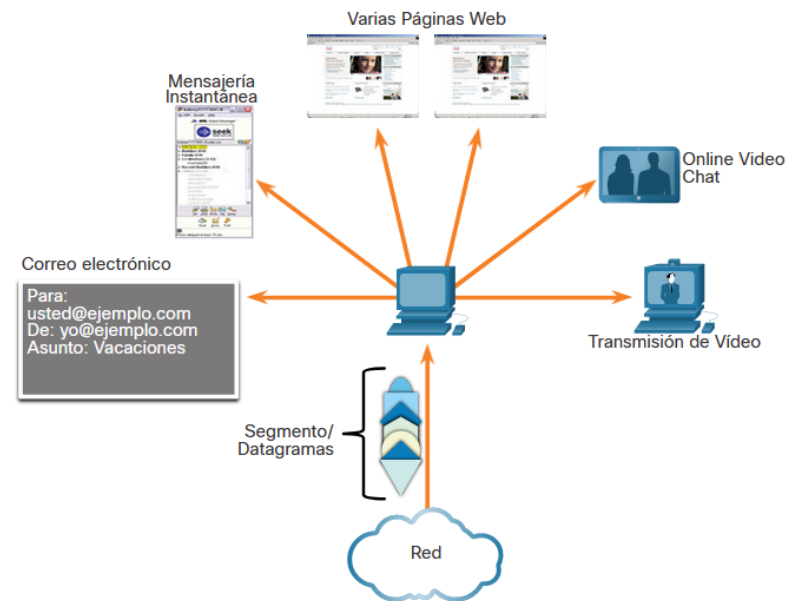 Varias Páginas Web
Mensajería
Instantánea
seek
Online Video
Chat
Correo electrónico
Para:
usted@ejemplo.com
De: yo@ejemplo.com
Asunto: Vacaciones
Transmisión de Vídeo
Segmento/
Datagramas
Red